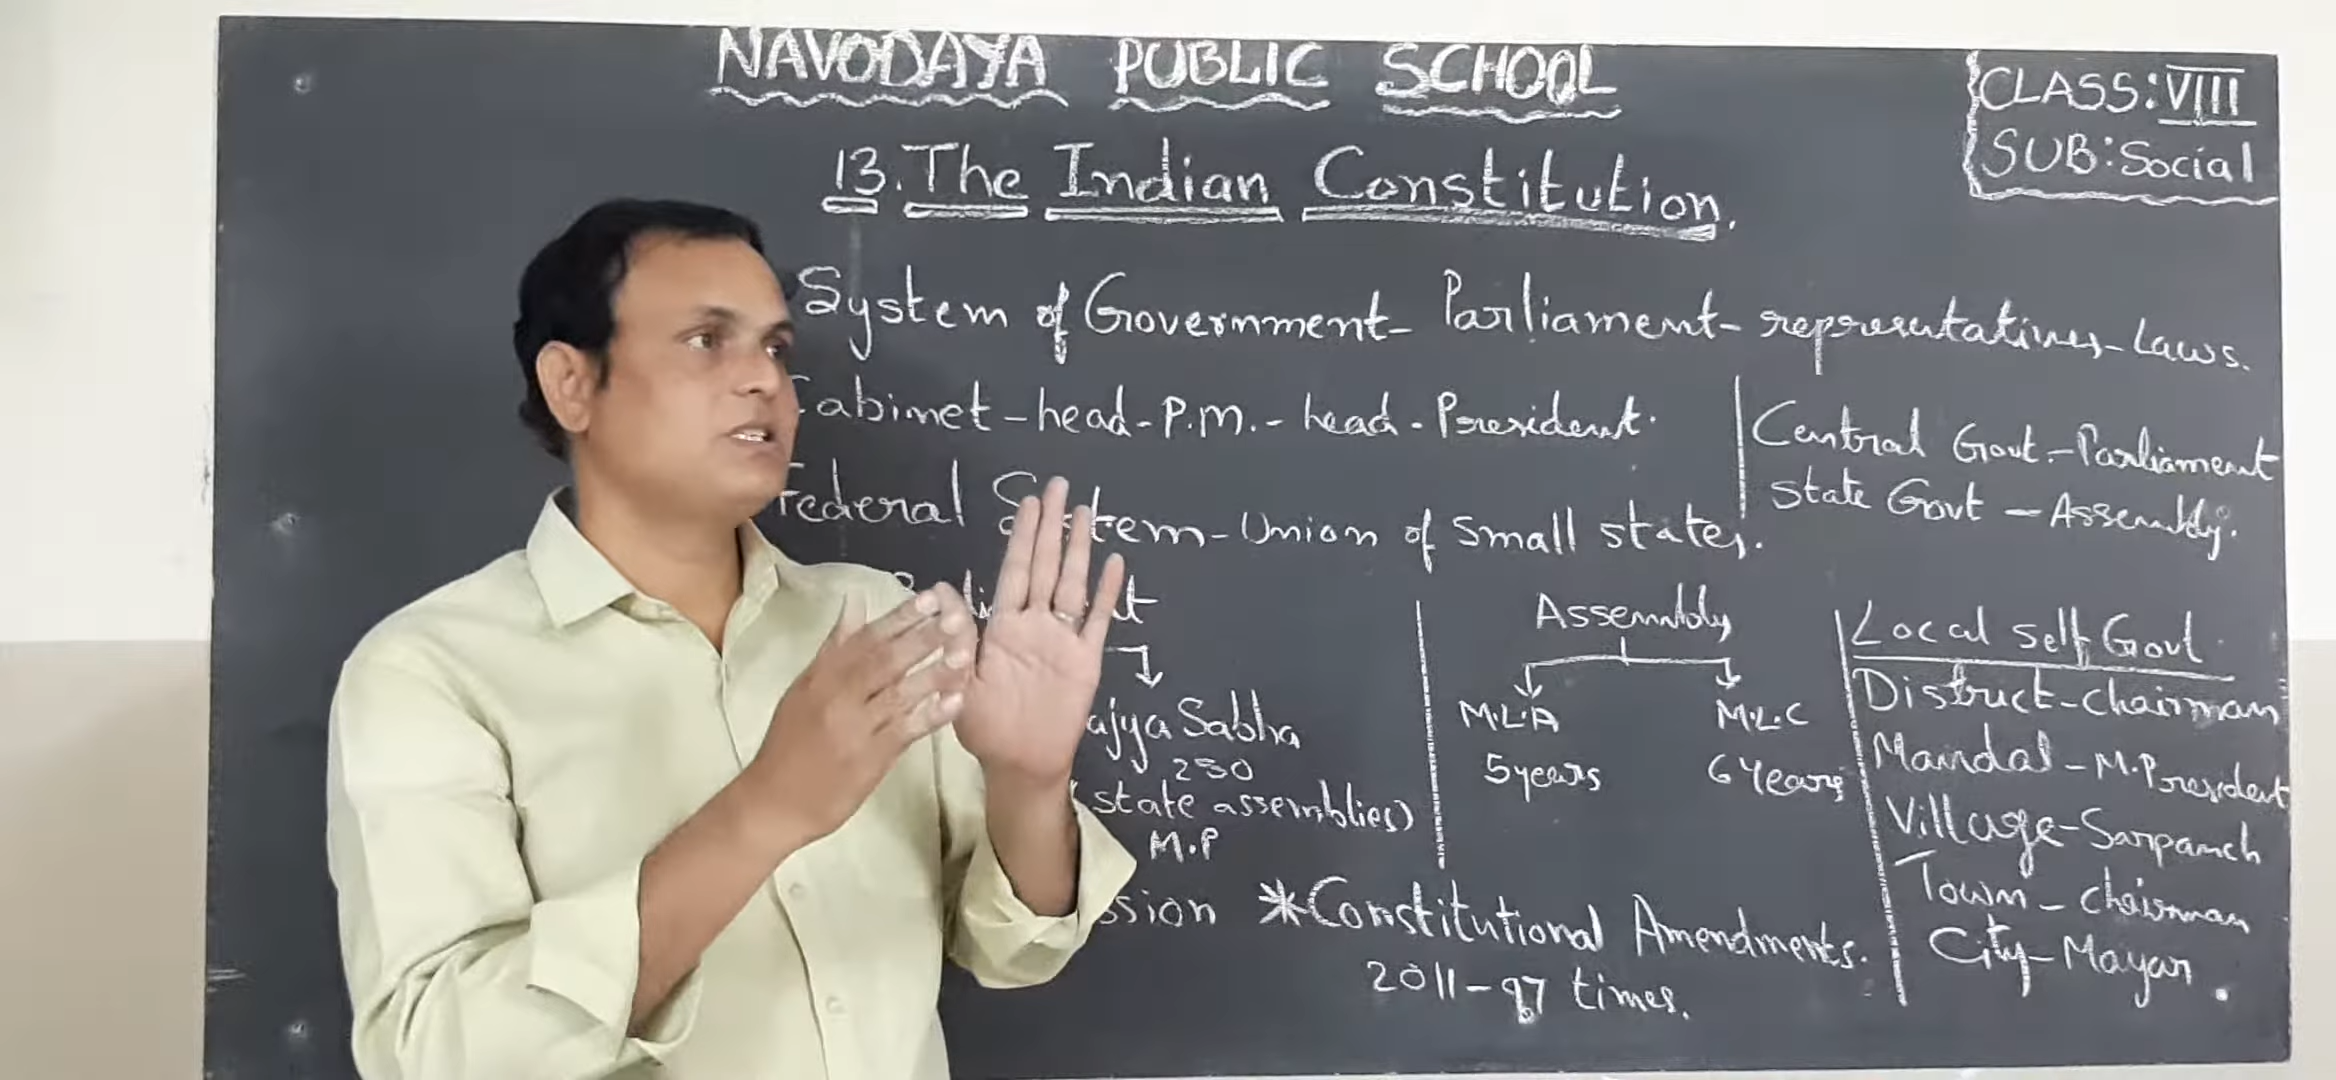 NAVODAYA PUBLIC SCHOOL
CLASS: VIII
SUB: Social
13. The Indian Constitution.
System of Government - Parliament - representatives - Laws.
Cabinet - head - P.M. - head - President.
Central Govt. - Parliament
State Govt - Assembly.
Federal System - Union of small states.
Parliament
ajya Sabha
250
(state assemblies)
M.P
Assembly
M.L.A
M.L.C
5 years
6 Years
Local self Govt.
District - chairman
Mandal - M. President
Village - Sarpanch
Town - chairman
City - Mayar.
ssion
* Constitutional Amendments.
2011 - 97 times.